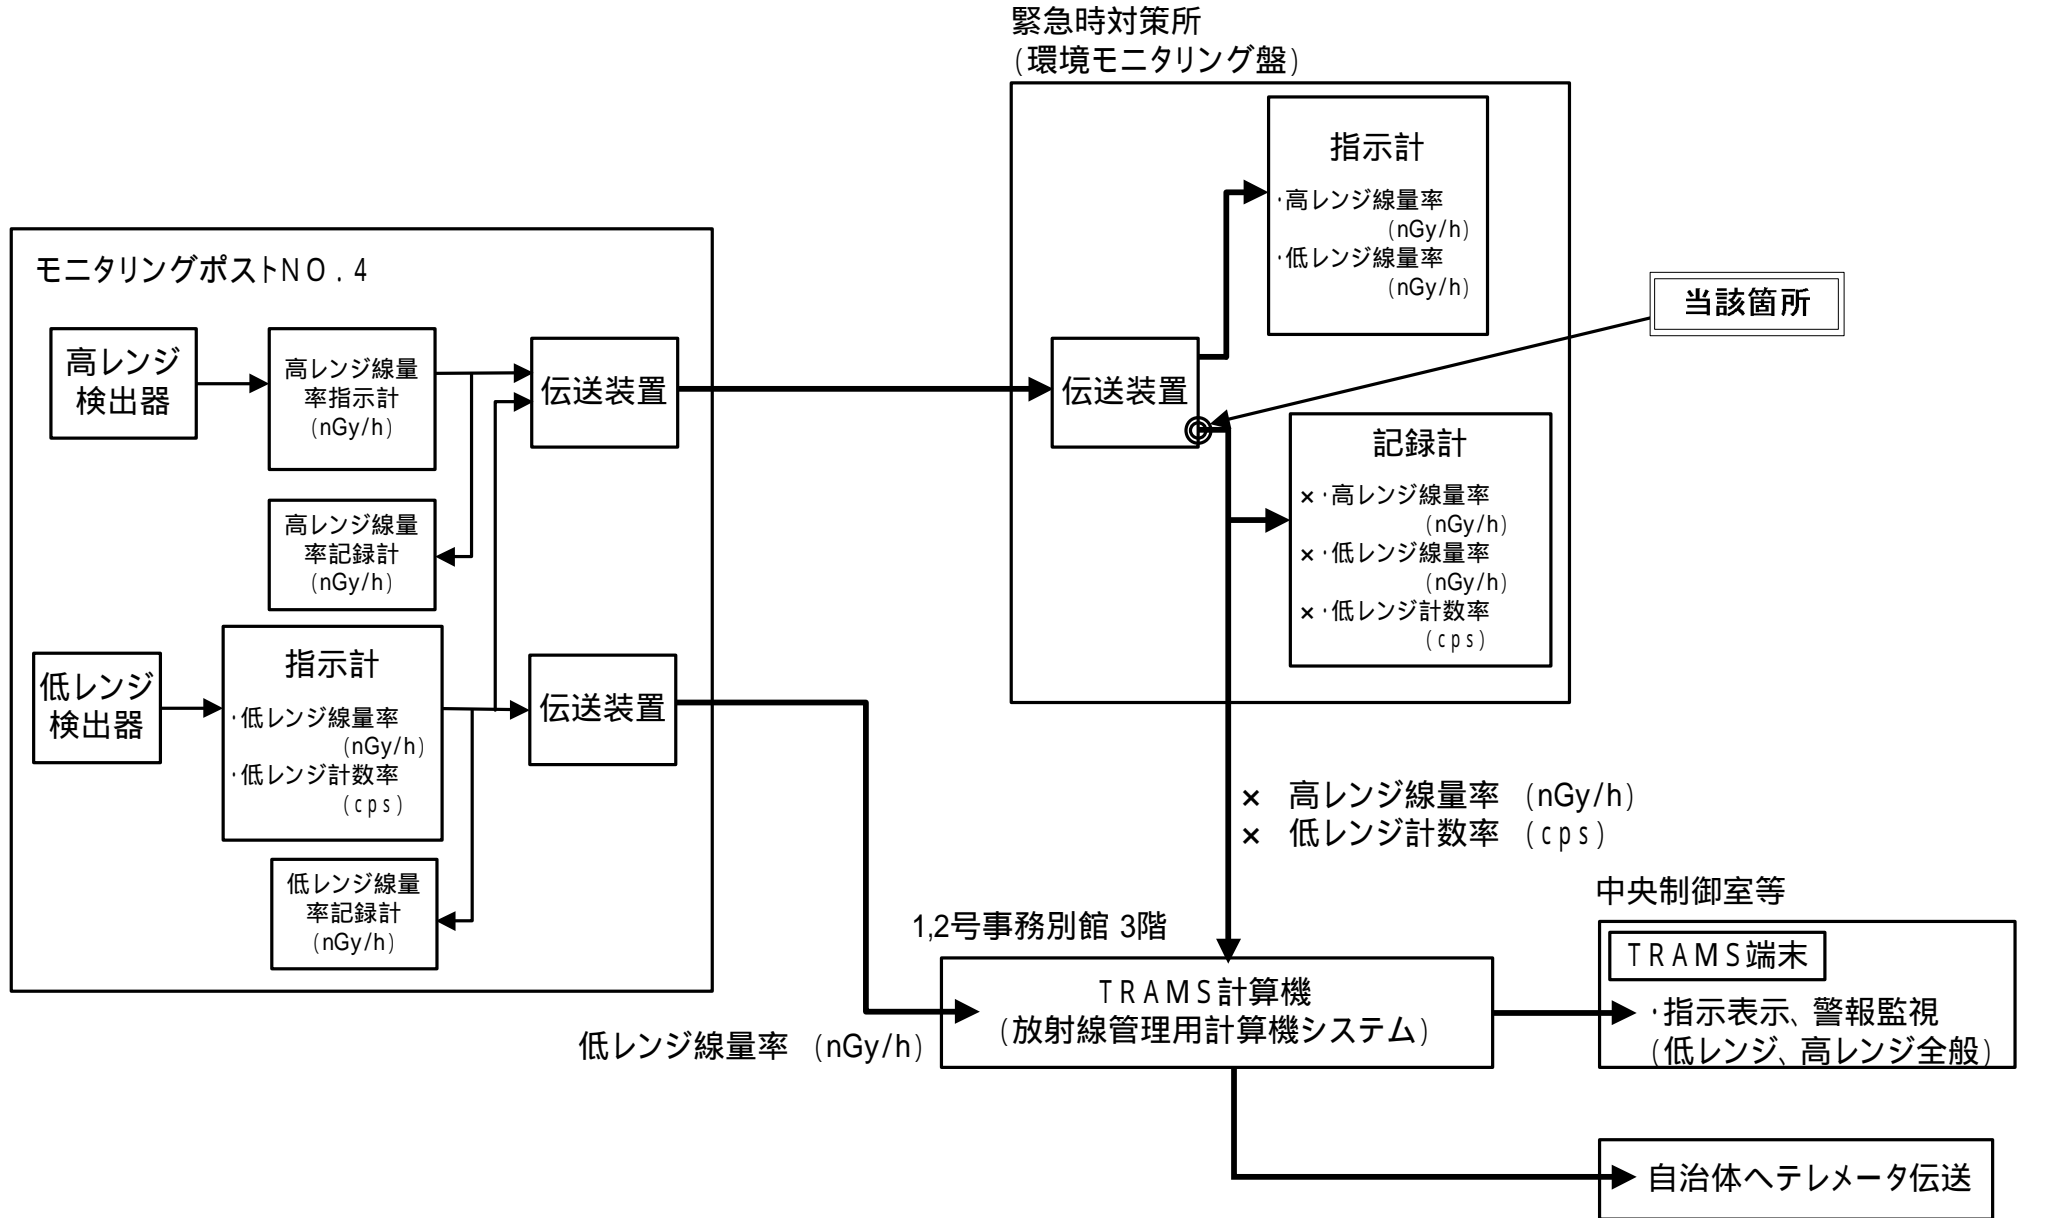 緊急時対策所
(環境モニタリング盤)
指示計
・高レンジ線量率
(nGy/h)
・低レンジ線量率
(nGy/h)
当該箇所
モニタリングポストNO.4
高レンジ
検出器
高レンジ線量
率指示計
(nGy/h)
伝送装置
伝送装置
記録計
×・高レンジ線量率
(nGy/h)
×・低レンジ線量率
(nGy/h)
×・低レンジ計数率
(cps)
高レンジ線量
率記録計
(nGy/h)
低レンジ
検出器
指示計
・低レンジ線量率
(nGy/h)
・低レンジ計数率
(cps)
伝送装置
低レンジ線量
率記録計
(nGy/h)
× 高レンジ線量率 (nGy/h)
× 低レンジ計数率 (cps)
1,2号事務別館 3階
TRAMS計算機
(放射線管理用計算機システム)
低レンジ線量率 (nGy/h)
中央制御室等
TRAMS端末
・指示表示、警報監視
(低レンジ、高レンジ全般)
自治体へテレメータ伝送